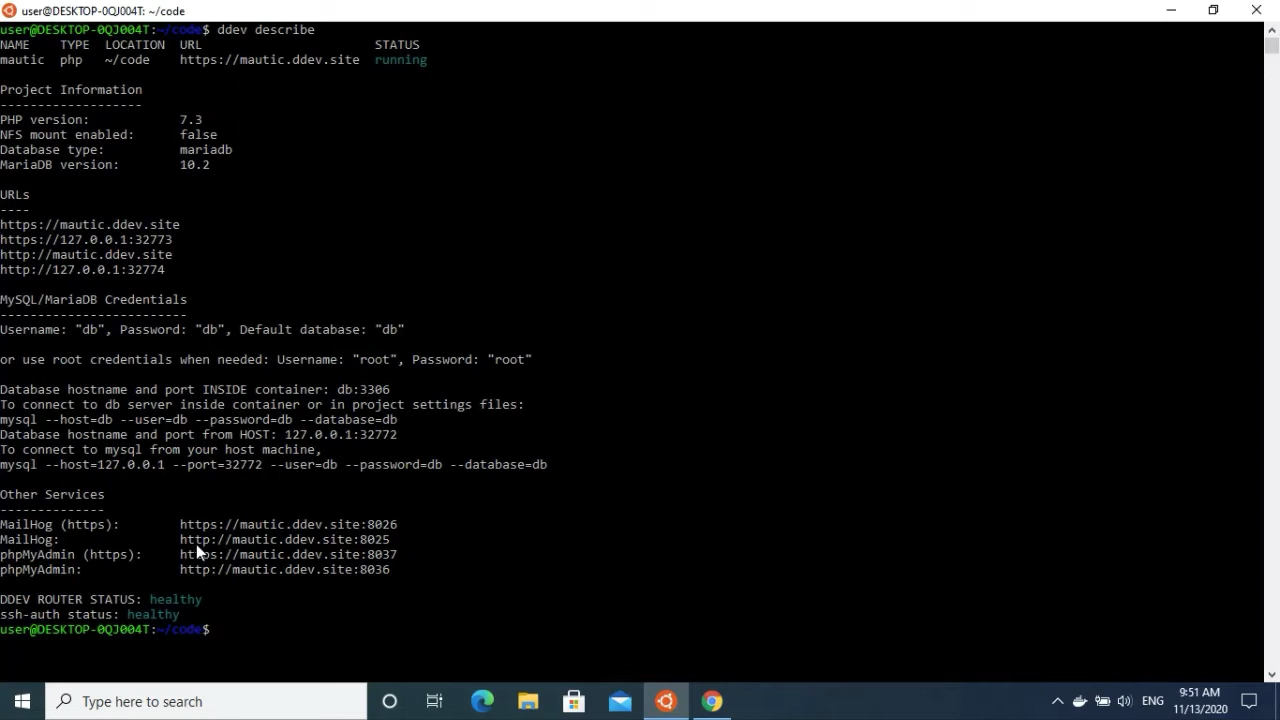 user@DESKTOP-0QJ004T: ~/code
user@DESKTOP-0QJ004T:~/code$ ddev describe
NAME TYPE LOCATION URL STATUS
mautic php ~/code https://mautic.ddev.site running
Project Information
-------------------
PHP version: 7.3
NFS mount enabled: false
Database type: mariadb
MariaDB version: 10.2
URLs
----
https://mautic.ddev.site
https://127.0.0.1:32773
http://mautic.ddev.site
http://127.0.0.1:32774
MySQL/MariaDB Credentials
-------------------------
Username: "db", Password: "db", Default database: "db"
or use root credentials when needed: Username: "root", Password: "root"
Database hostname and port INSIDE container: db:3306
To connect to db server inside container or in project settings files:
mysql --host=db --user=db --password=db --database=db
Database hostname and port from HOST: 127.0.0.1:32772
To connect to mysql from your host machine,
mysql --host=127.0.0.1 --port=32772 --user=db --password=db --database=db
Other Services
--------------
MailHog (https): https://mautic.ddev.site:8026
MailHog: http://mautic.ddev.site:8025
phpMyAdmin (https): https://mautic.ddev.site:8037
phpMyAdmin: http://mautic.ddev.site:8036
DDEV ROUTER STATUS: healthy
ssh-auth status: healthy
user@DESKTOP-0QJ004T:~/code$
Type here to search
ENG
9:51 AM
11/13/2020